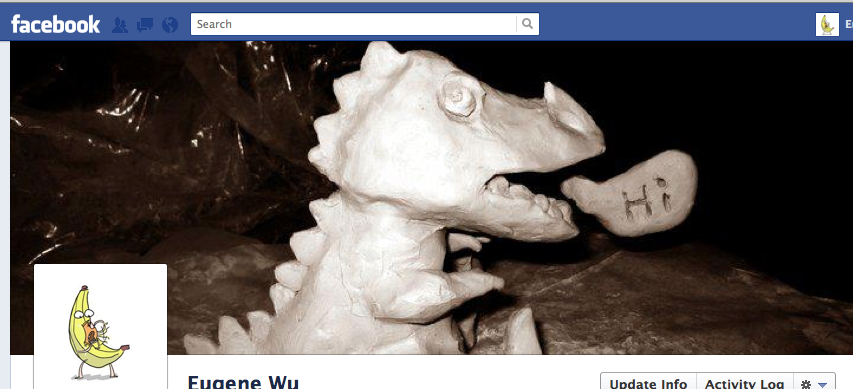 facebook
Search
Hi
Eugene Wu
Update Info
Activity Log